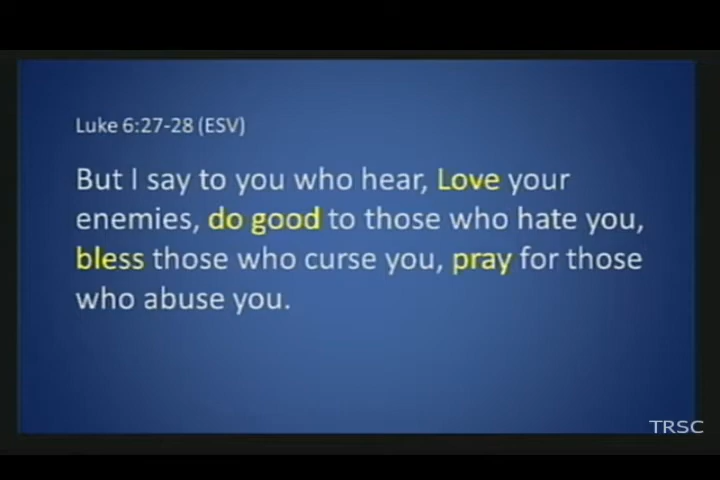 Luke 6:27-28 (ESV)
But I say to you who hear, Love your
enemies, do good to those who hate you,
bless those who curse you, pray for those
who abuse you.
TRSC